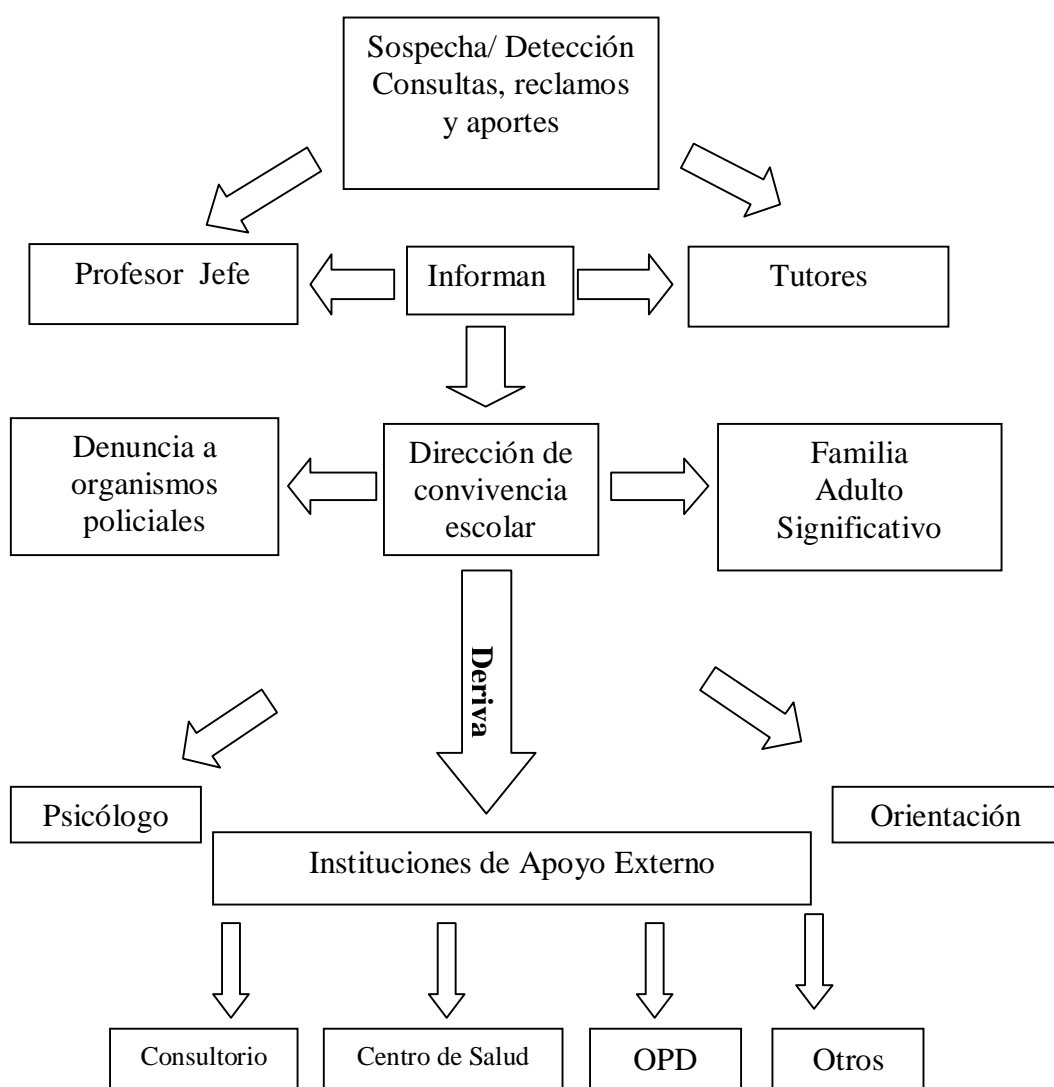 Sospecha/ Detección
Consultas, reclamos
y aportes
Profesor Jefe
Informan
Tutores
Denuncia a
organismos
policiales
Dirección de
convivencia
escolar
Familia
Adulto
Significativo
Deriva
Psicólogo
Orientación
Instituciones de Apoyo Externo
Consultorio
Centro de Salud
OPD
Otros